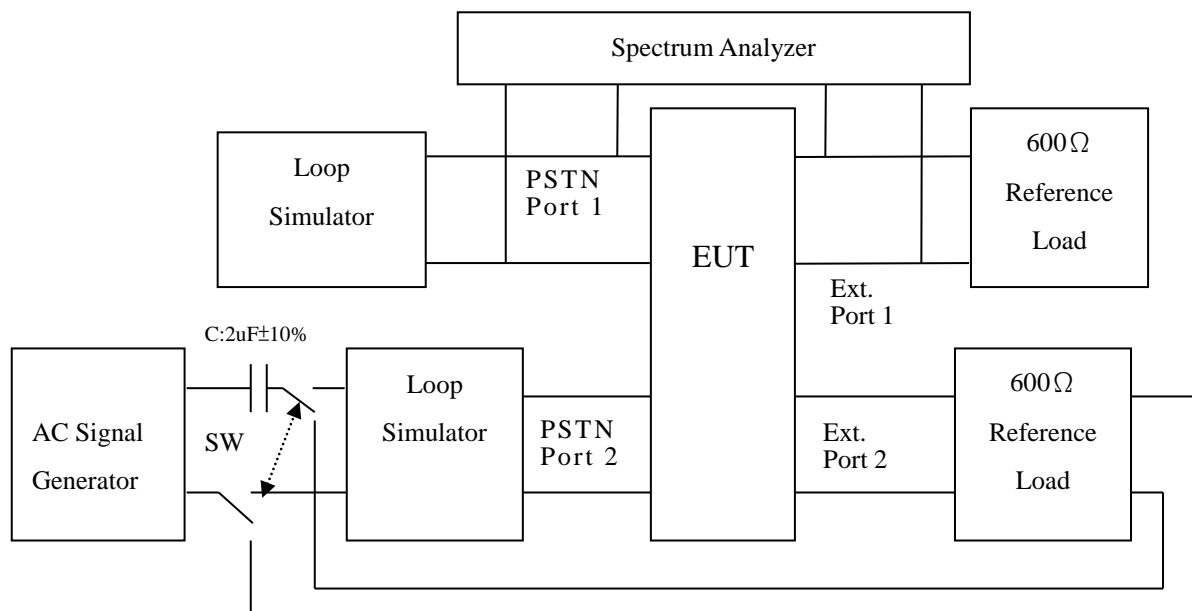 Spectrum Analyzer
Loop
Simulator
PSTN
Port 1
EUT
600Ω
Reference
Load
Ext.
Port 1
C:2uF±10%
AC Signal
Generator
SW
Loop
Simulator
PSTN
Port 2
Ext.
Port 2
600Ω
Reference
Load